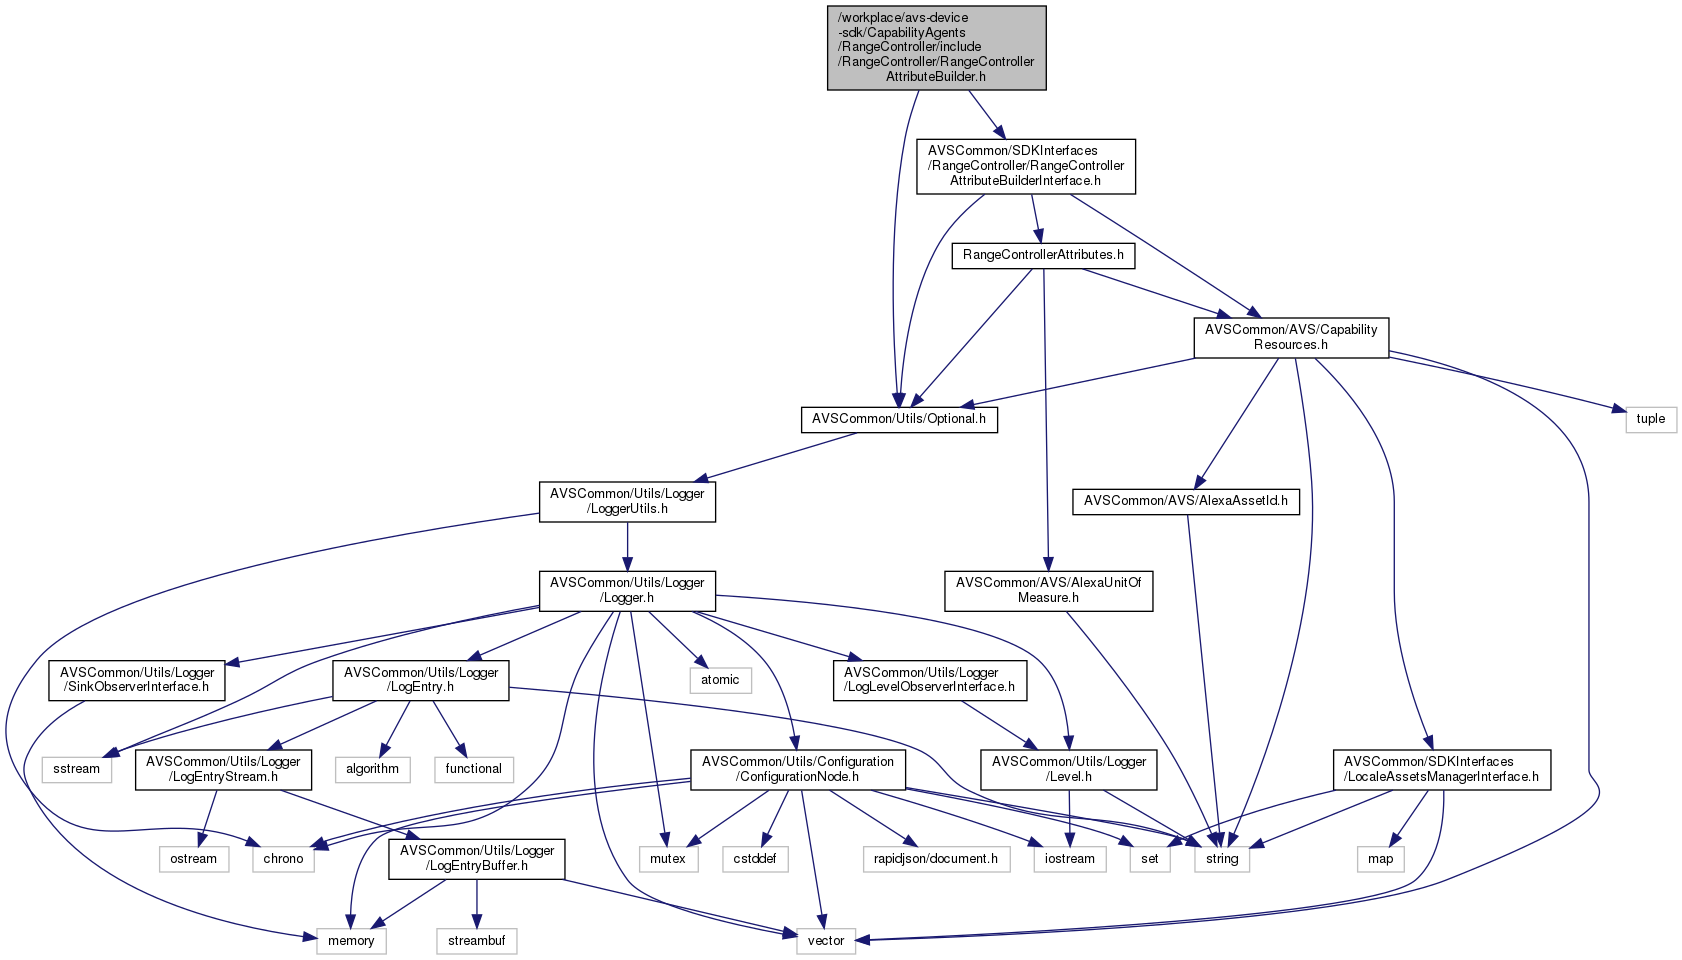 /workplace/avs-device
-sdk/CapabilityAgents
/RangeController/include
/RangeController/RangeController
AttributeBuilder.h
AVSCommon/SDKInterfaces
/RangeController/RangeController
AttributeBuilderInterface.h
RangeControllerAttributes.h
AVSCommon/AVS/Capability
Resources.h
AVSCommon/Utils/Optional.h
tuple
AVSCommon/Utils/Logger
/LoggerUtils.h
AVSCommon/AVS/AlexaAssetId.h
AVSCommon/Utils/Logger
/Logger.h
AVSCommon/AVS/AlexaUnitOf
Measure.h
AVSCommon/Utils/Logger
/SinkObserverInterface.h
AVSCommon/Utils/Logger
/LogEntry.h
atomic
AVSCommon/Utils/Logger
/LogLevelObserverInterface.h
sstream
AVSCommon/Utils/Logger
/LogEntryStream.h
algorithm
functional
AVSCommon/Utils/Configuration
/ConfigurationNode.h
AVSCommon/Utils/Logger
/Level.h
AVSCommon/SDKInterfaces
/LocaleAssetsManagerInterface.h
ostream
chrono
AVSCommon/Utils/Logger
/LogEntryBuffer.h
mutex
cstddef
rapidjson/document.h
iostream
set
string
map
memory
streambuf
vector